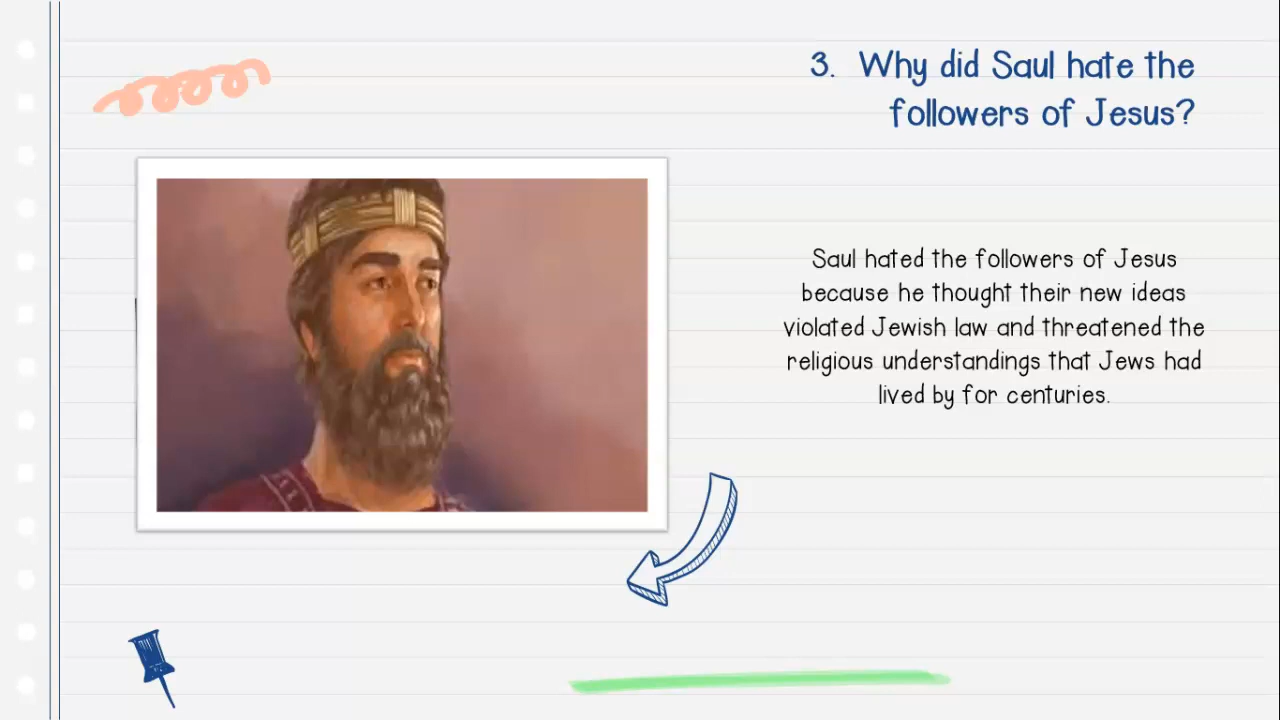 3. Why did Saul hate the
followers of Jesus?
Saul hated the followers of Jesus
because he thought their new ideas
violated Jewish law and threatened the
religious understandings that Jews had
lived by for centuries.